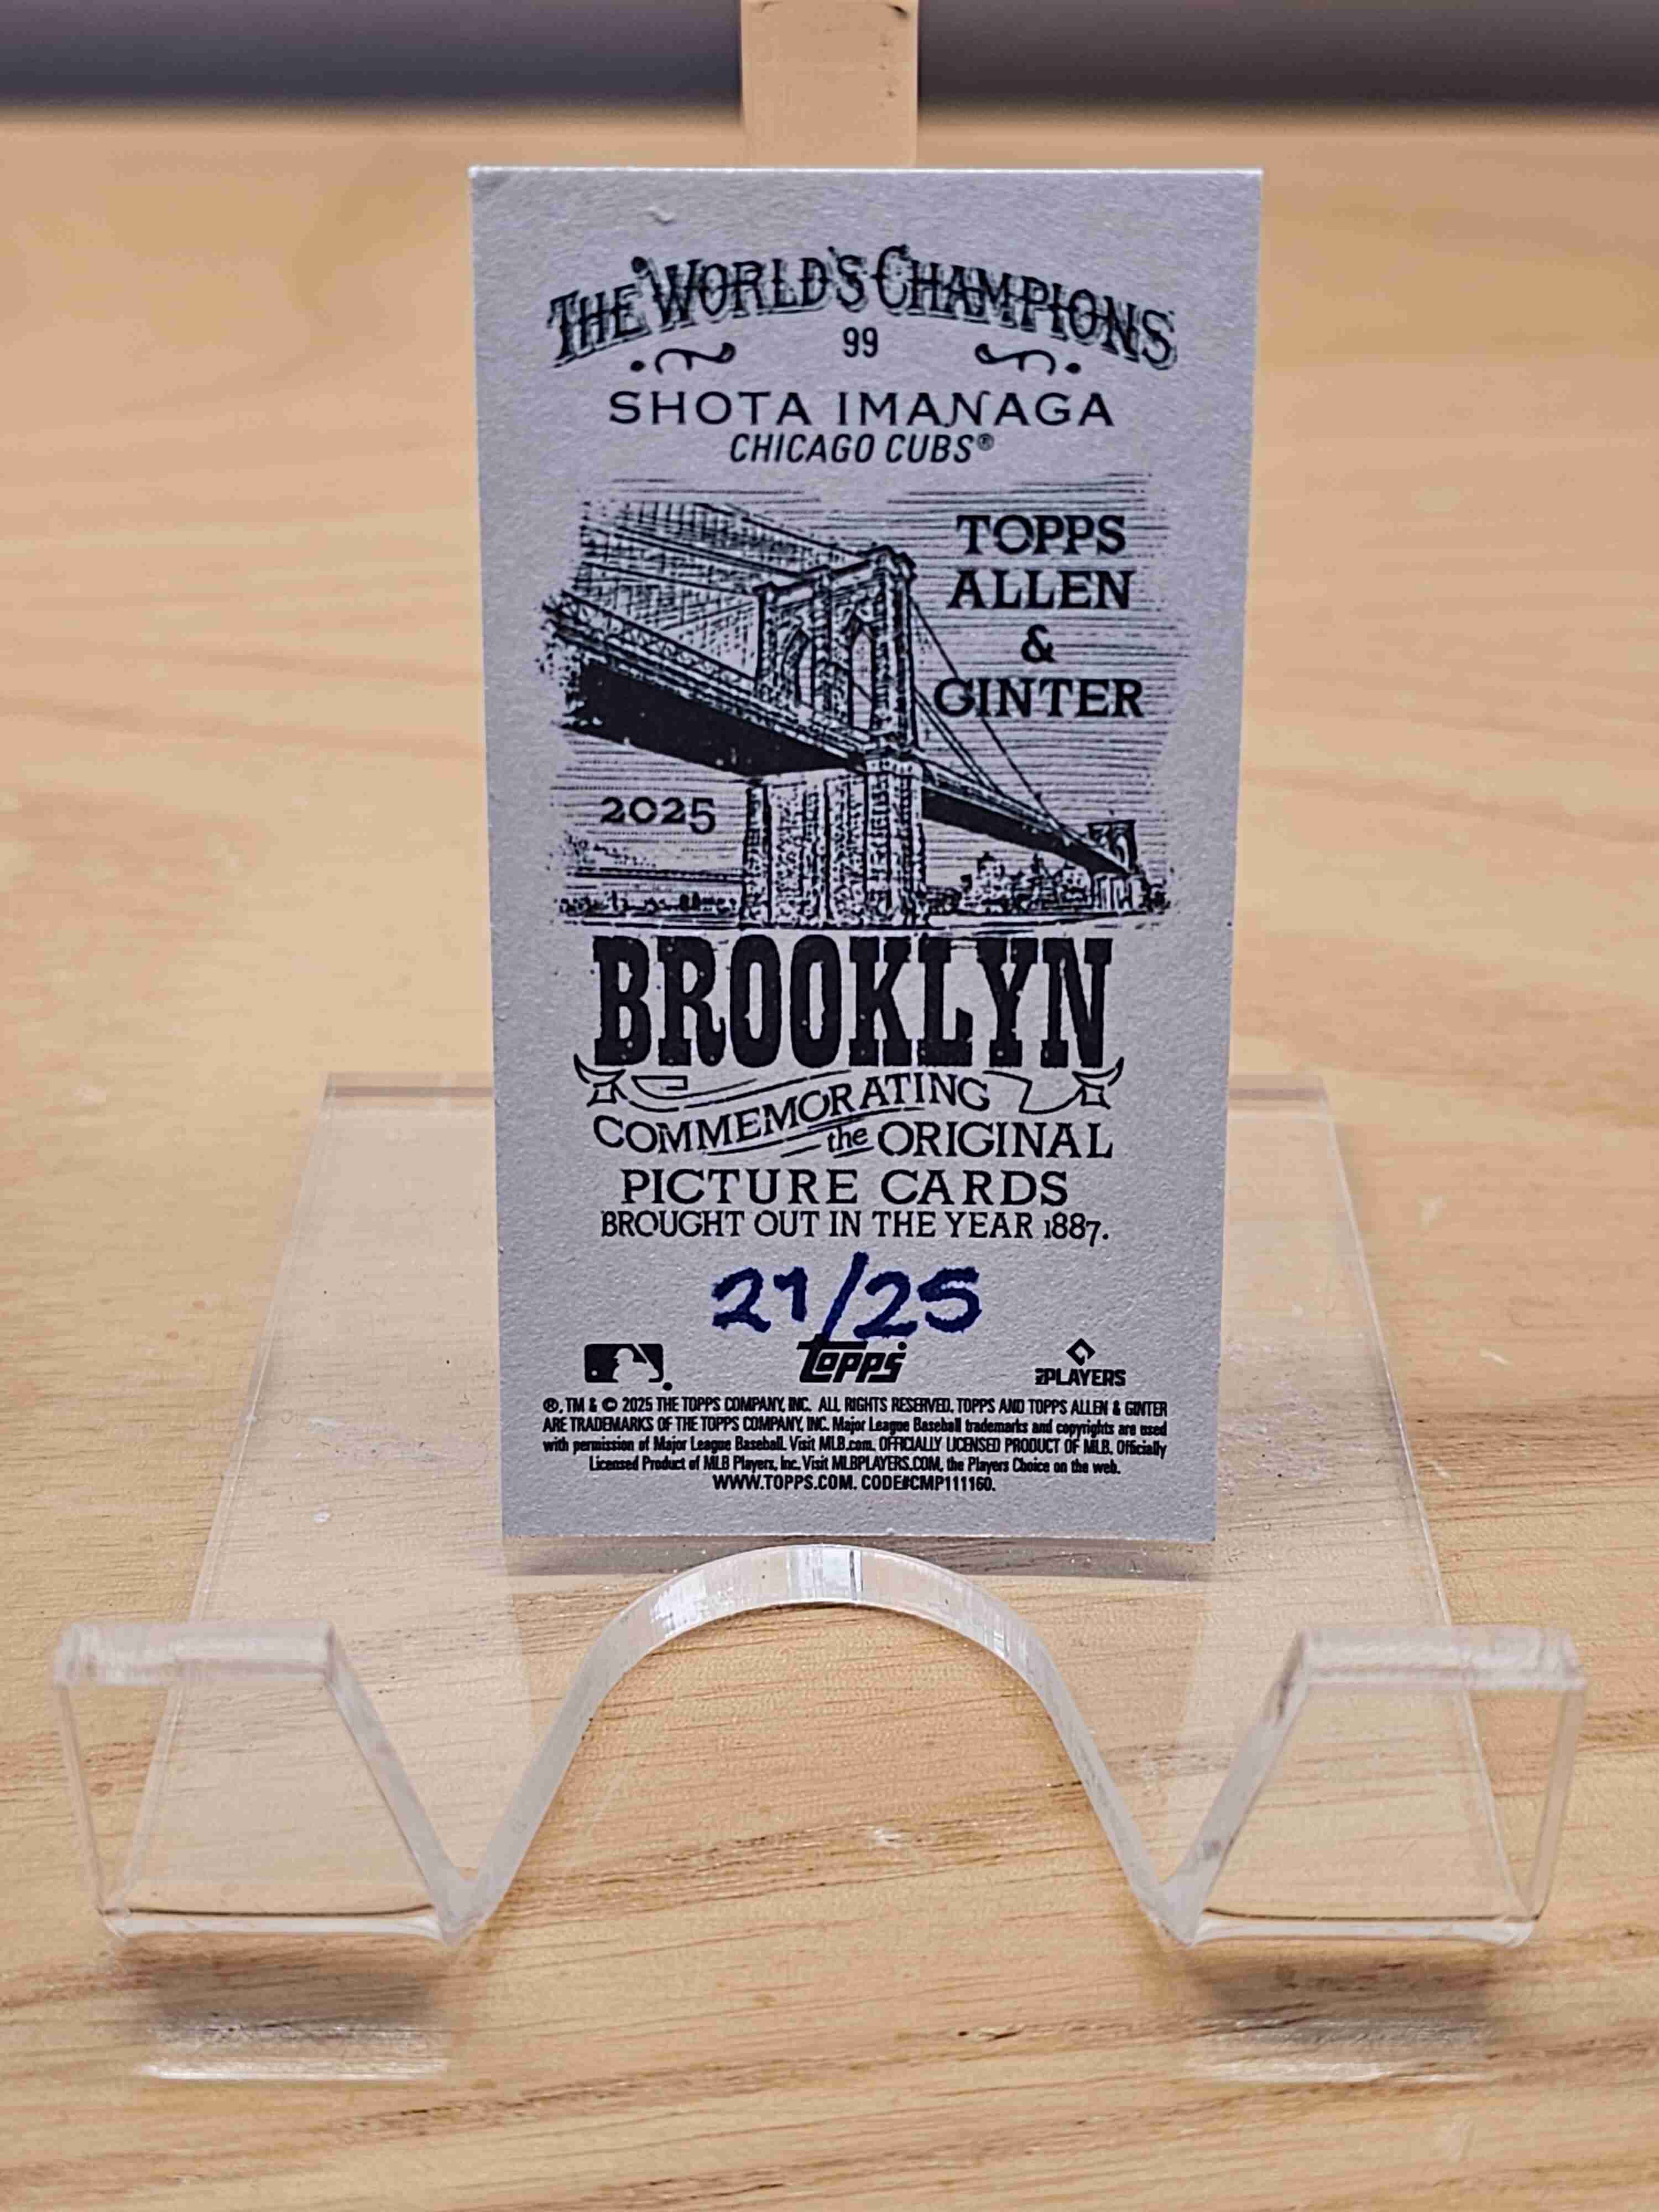 THE WORLD'S CHAMPIONS
99
SHOTA IMANAGA
CHICAGO CUBS®
TOPPS
ALLEN
&
GINTER
2025
BROOKLYN
COMMEMORATING
the ORIGINAL
PICTURE CARDS
BROUGHT OUT IN THE YEAR 1887.
21/25
topps
PLAYERS
®, TM & © 2025 THE TOPPS COMPANY, INC. ALL RIGHTS RESERVED. TOPPS AND TOPPS ALLEN & GINTER
ARE TRADEMARKS OF THE TOPPS COMPANY, INC. Major League Baseball trademarks and copyrights are used
with permission of Major League Baseball. Visit MLB.com. OFFICIALLY LICENSED PRODUCT OF MLB. Officially
Licensed Product of MLB Players, Inc. Visit MLBPLAYERS.COM, the Players Choice on the web.
WWW.TOPPS.COM. CODE#CMP111160.